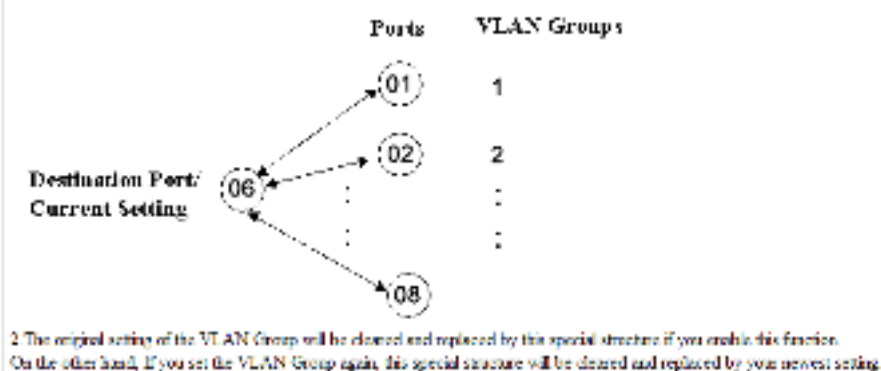 Ports VLAN Groups
01 1
02 2
Destination Port/
Current Setting
06
08
2 The original setting of the VLAN Group will be cleared and replaced by this special structure if you enable this function.
On the other hand, If you set the VLAN Group again, this special structure will be cleared and replaced by your newest setting